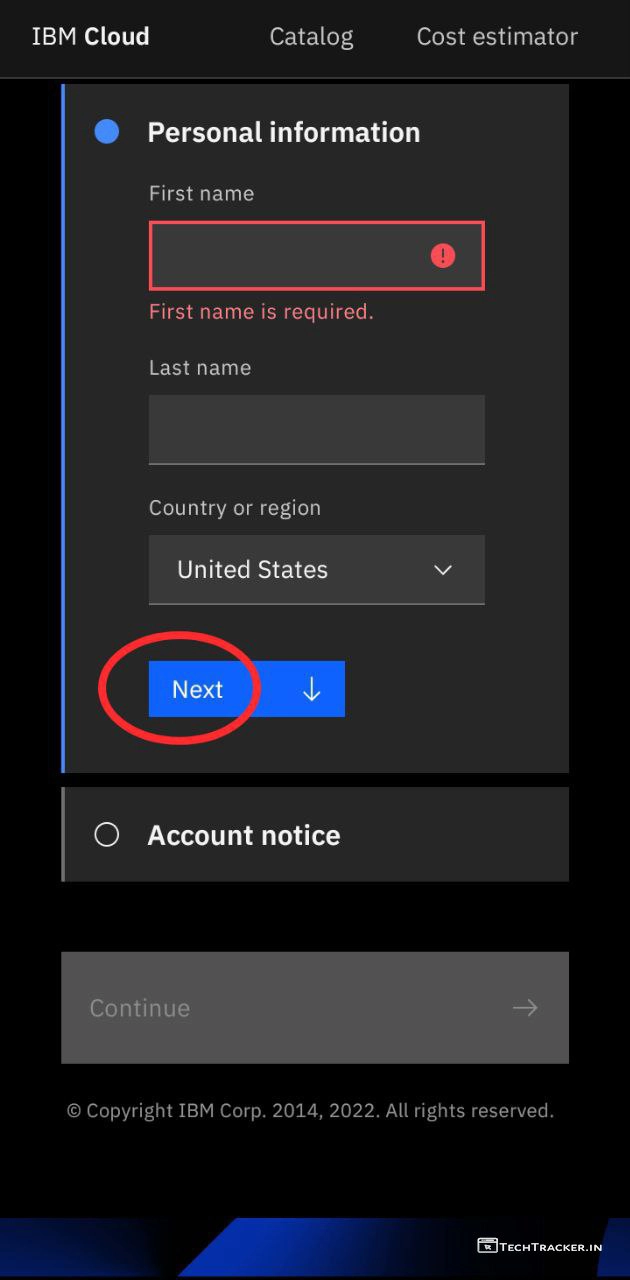 IBM Cloud Catalog Cost estimator
Personal information
First name
First name is required.
Last name
Country or region
United States
Next
Account notice
Continue
© Copyright IBM Corp. 2014, 2022. All rights reserved.
TECHTRACKER.IN